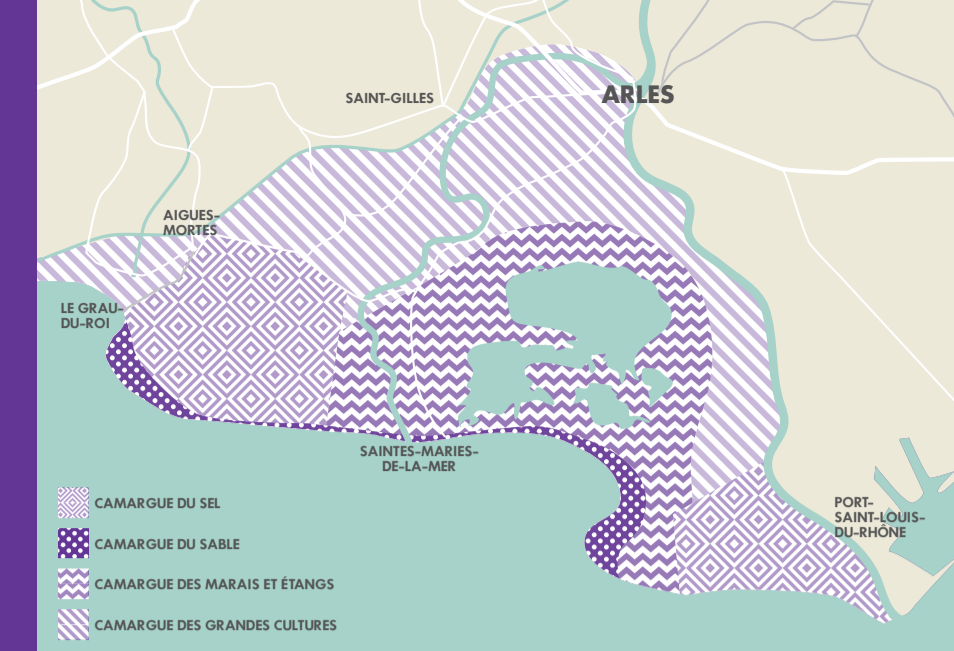 SAINT-GILLES
ARLES
AIGUES-
MORTES
LE GRAU-
DU-ROI
SAINTES-MARIES-
DE-LA-MER
PORT-
SAINT-LOUIS-
DU-RHÔNE
CAMARGUE DU SEL
CAMARGUE DU SABLE
CAMARGUE DES MARAIS ET ÉTANGS
CAMARGUE DES GRANDES CULTURES